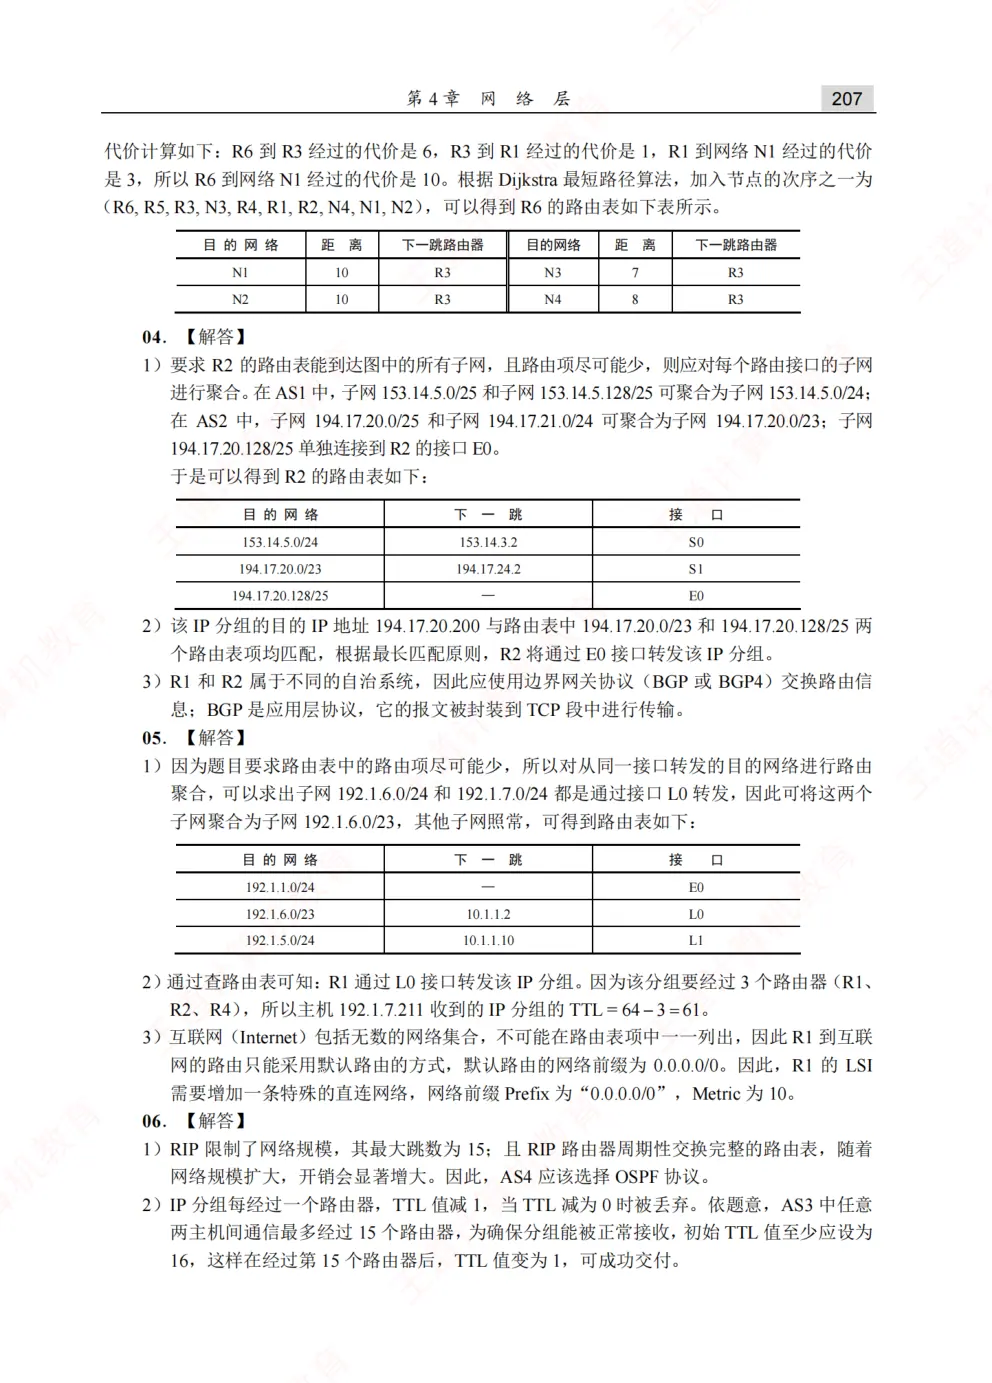 第4章 网 络 层 207
代价计算如下：R6 到 R3 经过的代价是 6，R3 到 R1 经过的代价是 1，R1 到网络 N1 经过的代价
是 3，所以 R6 到网络 N1 经过的代价是 10。根据 Dijkstra 最短路径算法，加入节点的次序之一为
（R6, R5, R3, N3, R4, R1, R2, N4, N1, N2），可以得到 R6 的路由表如下表所示。
目 的 网 络 距 离 下一跳路由器 目的网络 距 离 下一跳路由器
N1 10 R3 N3 7 R3
N2 10 R3 N4 8 R3
04. 【解答】
1）要求 R2 的路由表能到达图中的所有子网，且路由项尽可能少，则应对每个路由接口的子网
进行聚合。在 AS1 中，子网 153.14.5.0/25 和子网 153.14.5.128/25 可聚合为子网 153.14.5.0/24；
在 AS2 中，子网 194.17.20.0/25 和子网 194.17.21.0/24 可聚合为子网 194.17.20.0/23；子网
194.17.20.128/25 单独连接到 R2 的接口 E0。
于是可以得到 R2 的路由表如下：
目 的 网 络 下 一 跳 接 口
153.14.5.0/24 153.14.3.2 S0
194.17.20.0/23 194.17.24.2 S1
194.17.20.128/25 — E0
2）该 IP 分组的目的 IP 地址 194.17.20.200 与路由表中 194.17.20.0/23 和 194.17.20.128/25 两
个路由表项均匹配，根据最长匹配原则，R2 将通过 E0 接口转发该 IP 分组。
3）R1 和 R2 属于不同的自治系统，因此应使用边界网关协议（BGP 或 BGP4）交换路由信
息；BGP 是应用层协议，它的报文被封装到 TCP 段中进行传输。
05. 【解答】
1）因为题目要求路由表中的路由项尽可能少，所以对从同一接口转发的目的网络进行路由
聚合，可以求出子网 192.1.6.0/24 和 192.1.7.0/24 都是通过接口 L0 转发，因此可将这两个
子网聚合为子网 192.1.6.0/23，其他子网照常，可得到路由表如下：
目 的 网 络 下 一 跳 接 口
192.1.1.0/24 — E0
192.1.6.0/23 10.1.1.2 L0
192.1.5.0/24 10.1.1.10 L1
2）通过查路由表可知：R1 通过 L0 接口转发该 IP 分组。因为该分组要经过 3 个路由器（R1、
R2、R4），所以主机 192.1.7.211 收到的 IP 分组的 TTL = 64 − 3 = 61。
3）互联网（Internet）包括无数的网络集合，不可能在路由表项中一一列出，因此 R1 到互联
网的路由只能采用默认路由的方式，默认路由的网络前缀为 0.0.0.0/0。因此，R1 的 LSI
需要增加一条特殊的直连网络，网络前缀 Prefix 为“0.0.0.0/0”，Metric 为 10。
06. 【解答】
1）RIP 限制了网络规模，其最大跳数为 15；且 RIP 路由器周期性交换完整的路由表，随着
网络规模扩大，开销会显著增大。因此，AS4 应该选择 OSPF 协议。
2）IP 分组每经过一个路由器，TTL 值减 1，当 TTL 减为 0 时被丢弃。依题意，AS3 中任意
两主机间通信最多经过 15 个路由器，为确保分组能被正常接收，初始 TTL 值至少应设为
16，这样在经过第 15 个路由器后，TTL 值变为 1，可成功交付。